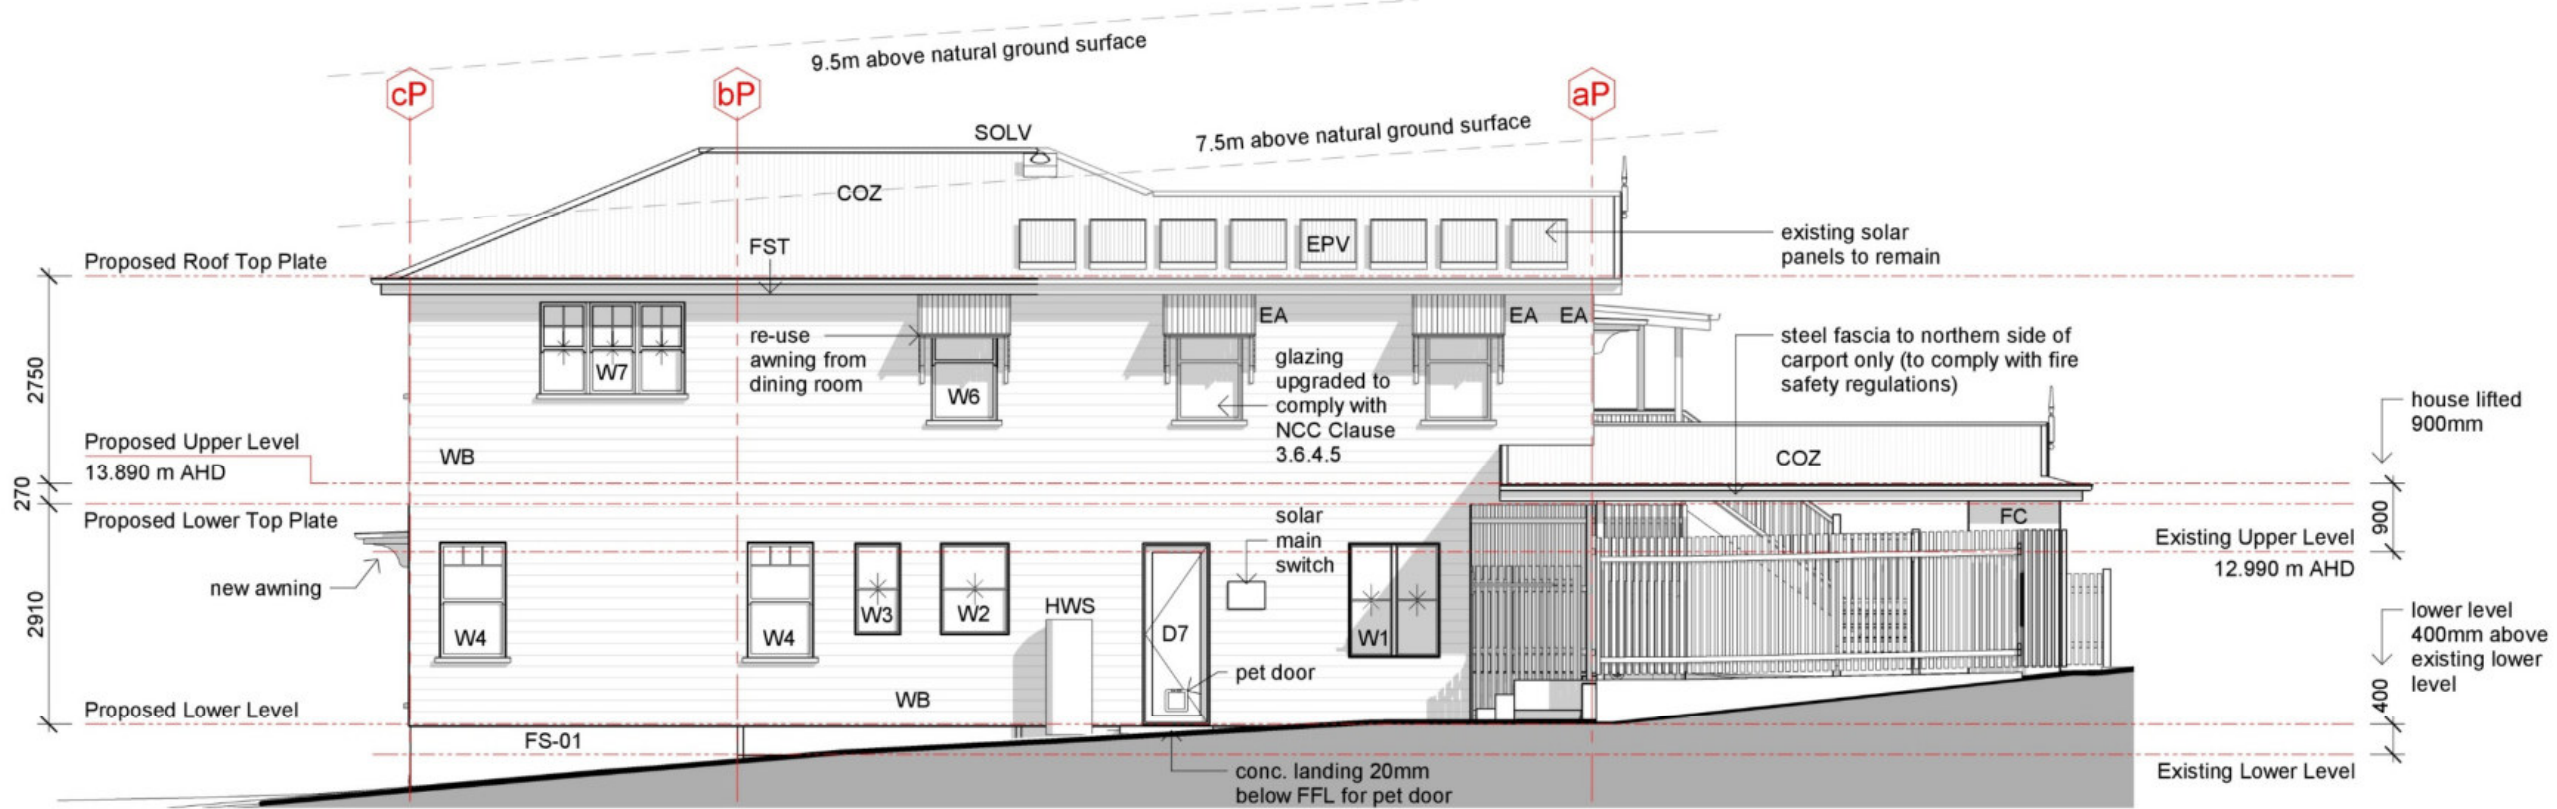 9.5m above natural ground surface
cP
bP
aP
SOLV
7.5m above natural ground surface
COZ
FST
EPV
existing solar
panels to remain
Proposed Roof Top Plate
EA
EA
EA
re-use
awning from
dining room
W7
W6
glazing
upgraded to
comply with
NCC Clause
3.6.4.5
steel fascia to northern side of
carport only (to comply with fire
safety regulations)
2750
house lifted
900mm
Proposed Upper Level
13.890 m AHD
WB
COZ
270
Proposed Lower Top Plate
solar
main
switch
FC
900
Existing Upper Level
12.990 m AHD
new awning
2910
W4
W4
W3
W2
HWS
D7
W1
lower level
400mm above
existing lower
level
pet door
WB
400
Proposed Lower Level
FS-01
conc. landing 20mm
below FFL for pet door
Existing Lower Level